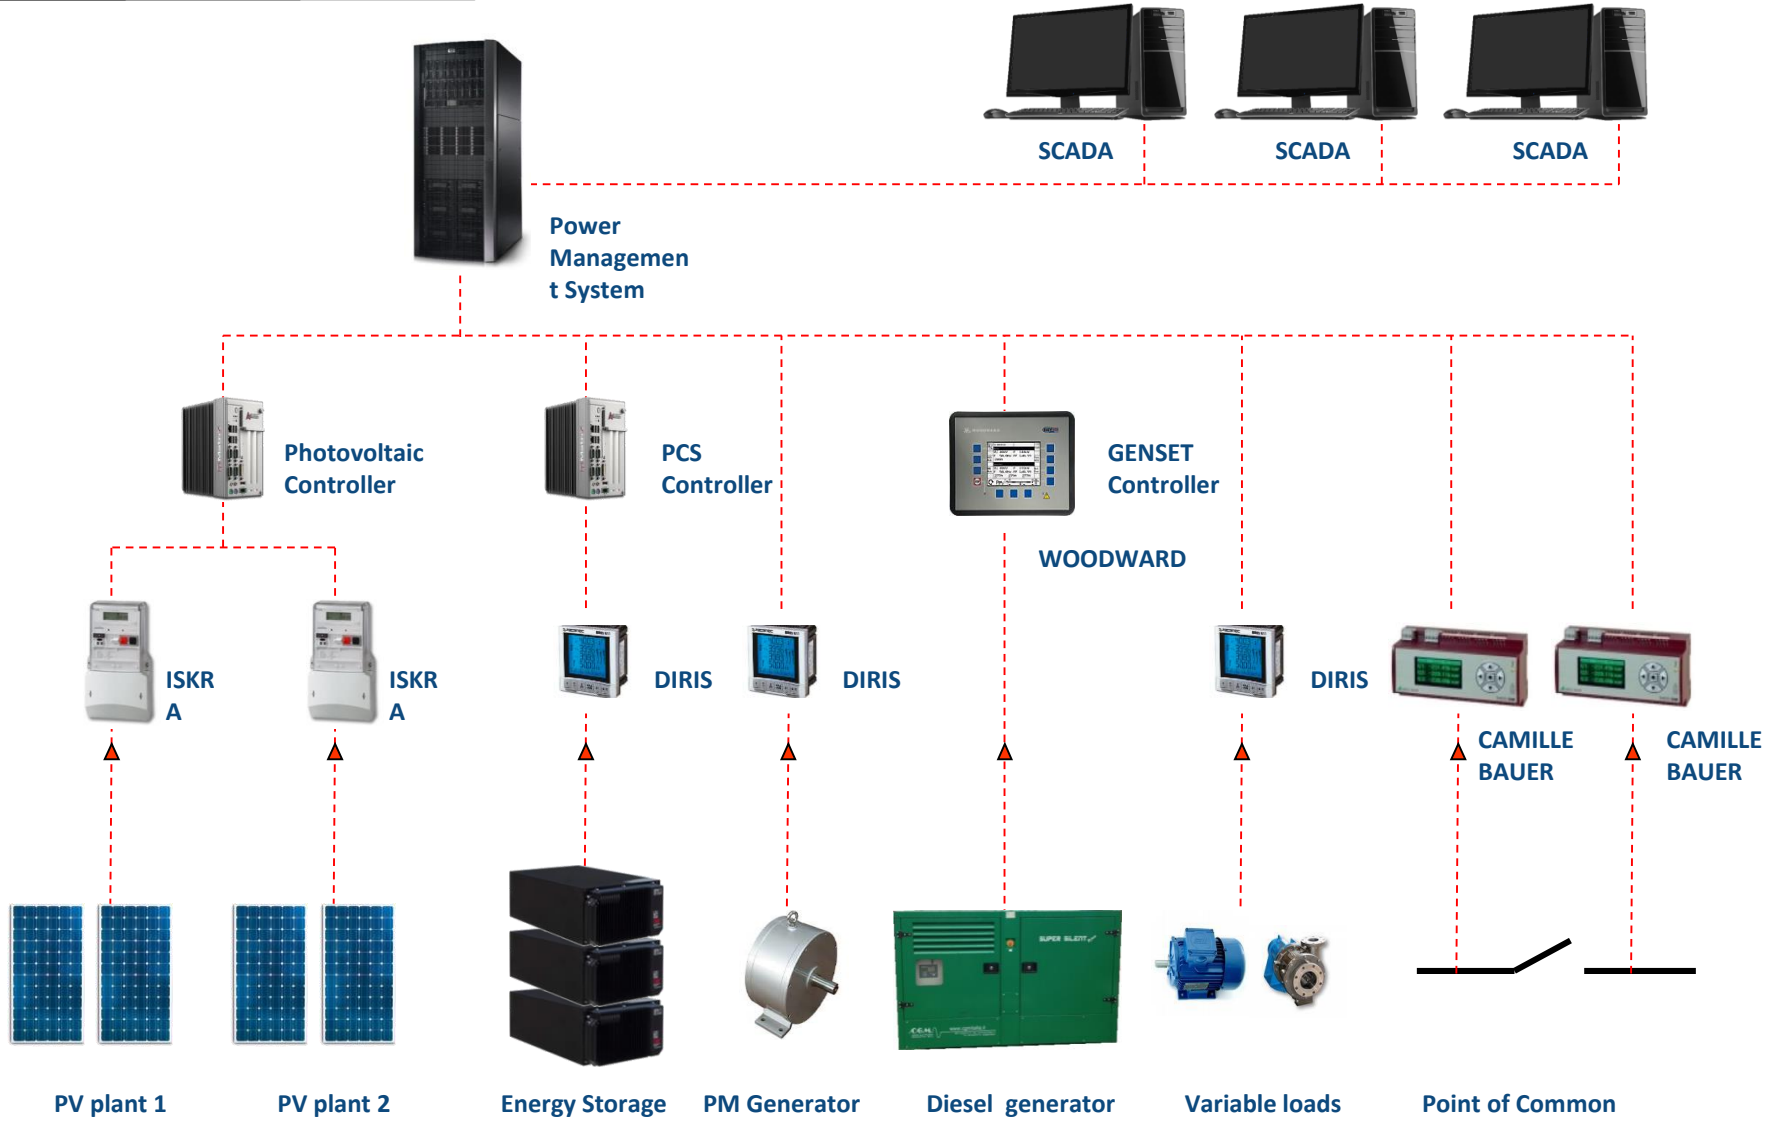 SCADA
SCADA
SCADA
Power
Managemen
t System
Photovoltaic
Controller
PCS
Controller
GENSET
Controller
WOODWARD
ISKR
A
ISKR
A
DIRIS
DIRIS
DIRIS
CAMILLE
BAUER
CAMILLE
BAUER
SUPER SILENT
PV plant 1
PV plant 2
Energy Storage
PM Generator
Diesel generator
Variable loads
Point of Common